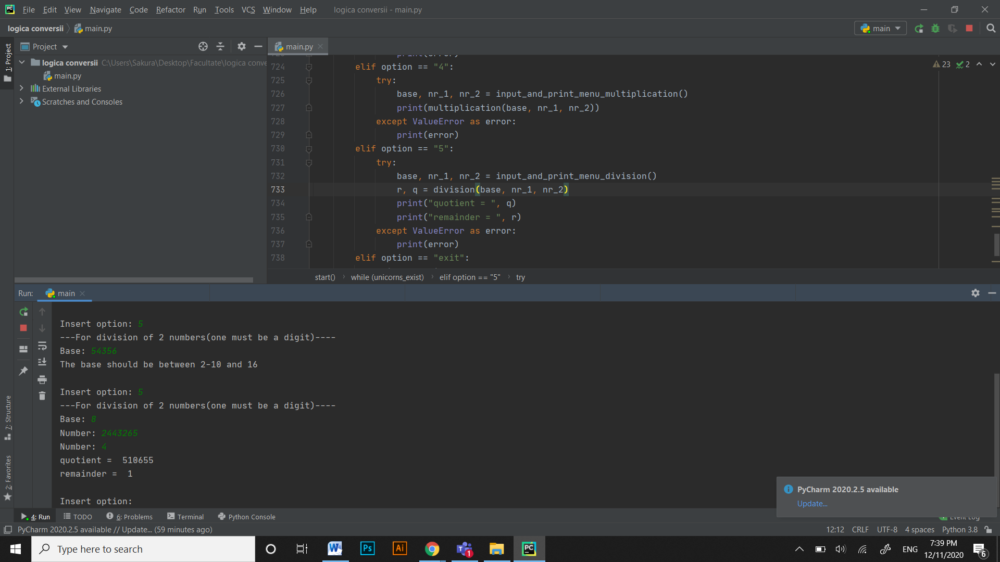 File Edit View Navigate Code Refactor Run Tools VCS Window Help logica conversii - main.py
logica conversii main.py main
1: Project
Project
main.py
logica conversii C:\Users\Sakura\Desktop\Facultate\logica conve
main.py
External Libraries
Scratches and Consoles
23 2
724 elif option == "4":
725 try:
726 base, nr_1, nr_2 = input_and_print_menu_multiplication()
727 print(multiplication(base, nr_1, nr_2))
728 except ValueError as error:
729 print(error)
730 elif option == "5":
731 try:
732 base, nr_1, nr_2 = input_and_print_menu_division()
733 r, q = division(base, nr_1, nr_2)
734 print("quotient = ", q)
735 print("remainder = ", r)
736 except ValueError as error:
737 print(error)
738 elif option == "exit":
start() while (unicorns_exist) elif option == "5" try
Run: main
Insert option: 5
---For division of 2 numbers(one must be a digit)----
Base: 54356
The base should be between 2-10 and 16
Insert option: 5
---For division of 2 numbers(one must be a digit)----
Base: 8
Number: 2443265
Number: 4
quotient =  510655
remainder =  1
Insert option:
7: Structure
2: Favorites
PyCharm 2020.2.5 available
Update...
4: Run TODO 6: Problems Terminal Python Console Event Log
PyCharm 2020.2.5 available // Update... (59 minutes ago) 12:12 CRLF UTF-8 4 spaces Python 3.8
Type here to search
W Ps Ai T 1 PC
ENG
7:39 PM
12/11/2020
6